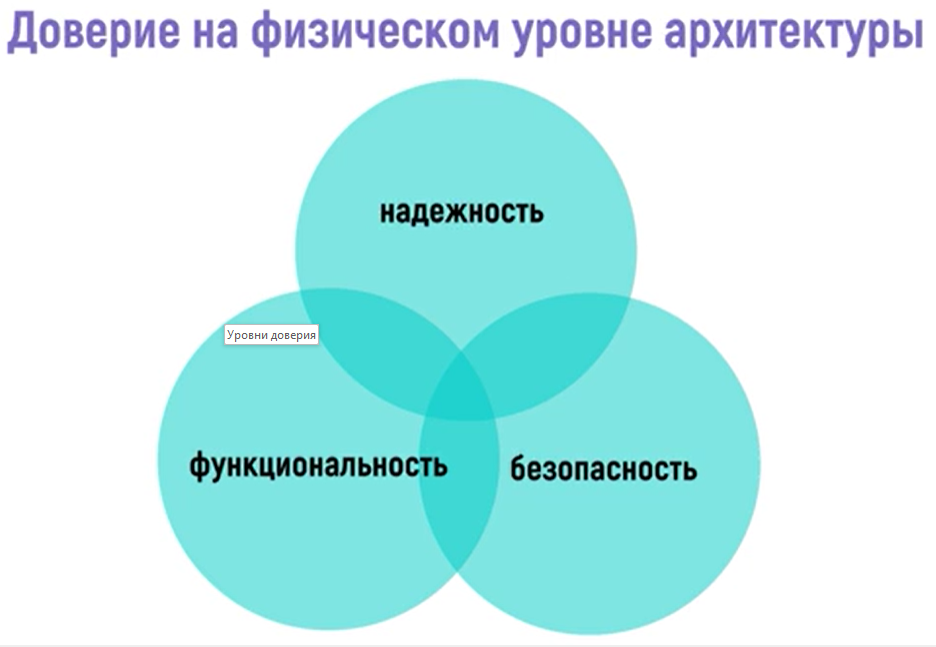 Доверие на физическом уровне архитектуры
надежность
Уровни доверия
функциональность
безопасность